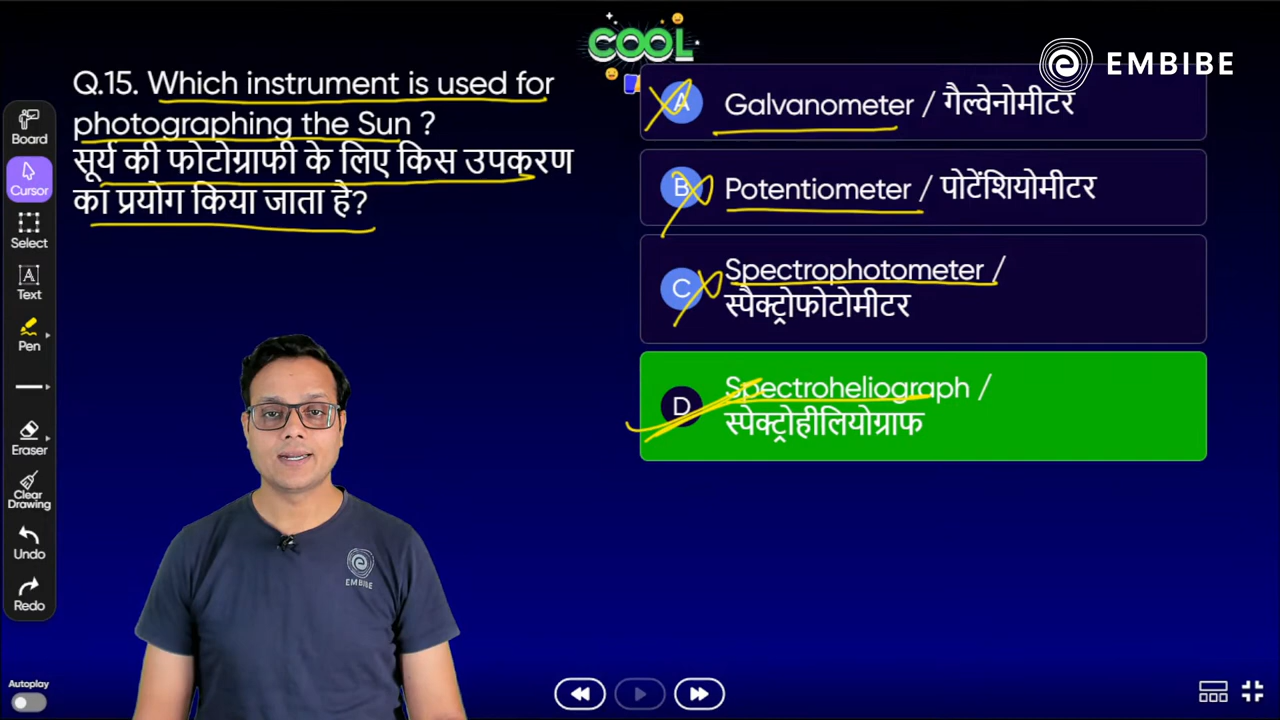 COOL
EMBIBE
Q.15. Which instrument is used for
photographing the Sun ?
सूर्य की फोटोग्राफी के लिए किस उपकरण
का प्रयोग किया जाता हे?
A Galvanometer / गैल्वेनोमीटर
B Potentiometer / पोटेंशियोमीटर
C Spectrophotometer /
स्पैक्ट्रोफोटोमीटर
D Spectroheliograph /
स्पेक्ट्रोहीलियोग्राफ
Board
Cursor
Select
Text
Pen
Eraser
Clear
Drawing
Undo
Redo
EMBIBE
Autoplay